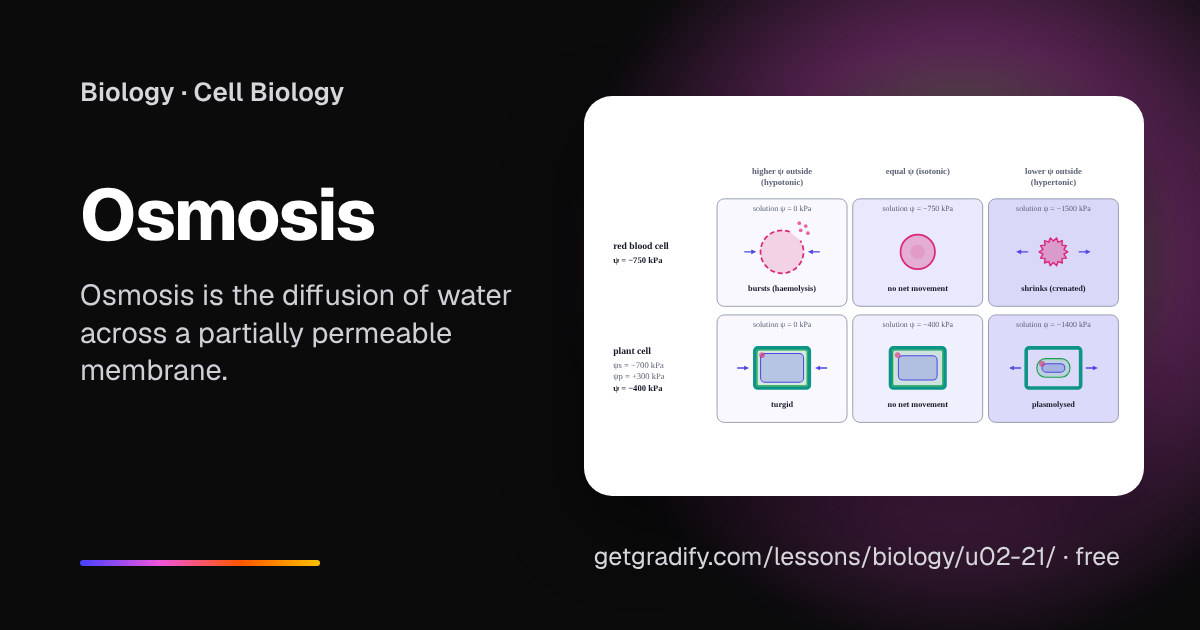 Biology · Cell Biology
Osmosis
Osmosis is the diffusion of water
across a partially permeable
membrane.
higher ψ outside
(hypotonic)
equal ψ (isotonic)
lower ψ outside
(hypertonic)
red blood cell
ψ = −750 kPa
solution ψ = 0 kPa
bursts (haemolysis)
solution ψ = −750 kPa
no net movement
solution ψ = −1500 kPa
shrinks (crenated)
plant cell
ψs = −700 kPa
ψp = +300 kPa
ψ = −400 kPa
solution ψ = 0 kPa
turgid
solution ψ = −400 kPa
no net movement
solution ψ = −1400 kPa
plasmolysed
getgradify.com/lessons/biology/u02-21/ · free